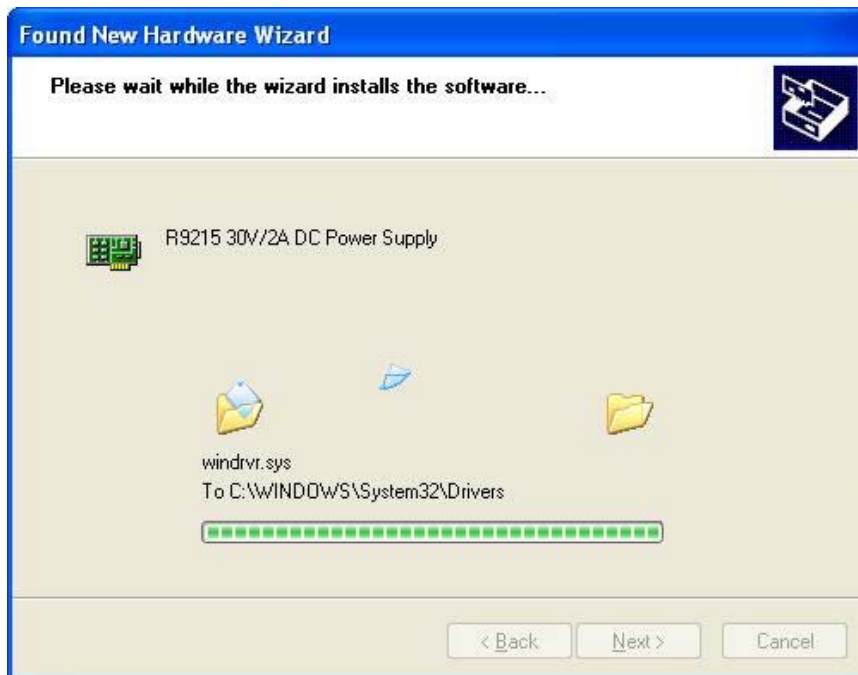 Found New Hardware Wizard
Please wait while the wizard installs the software...
R9215 30V/2A DC Power Supply
windrvr.sys
To C:\WINDOWS\System32\Drivers
< Back
Next >
Cancel